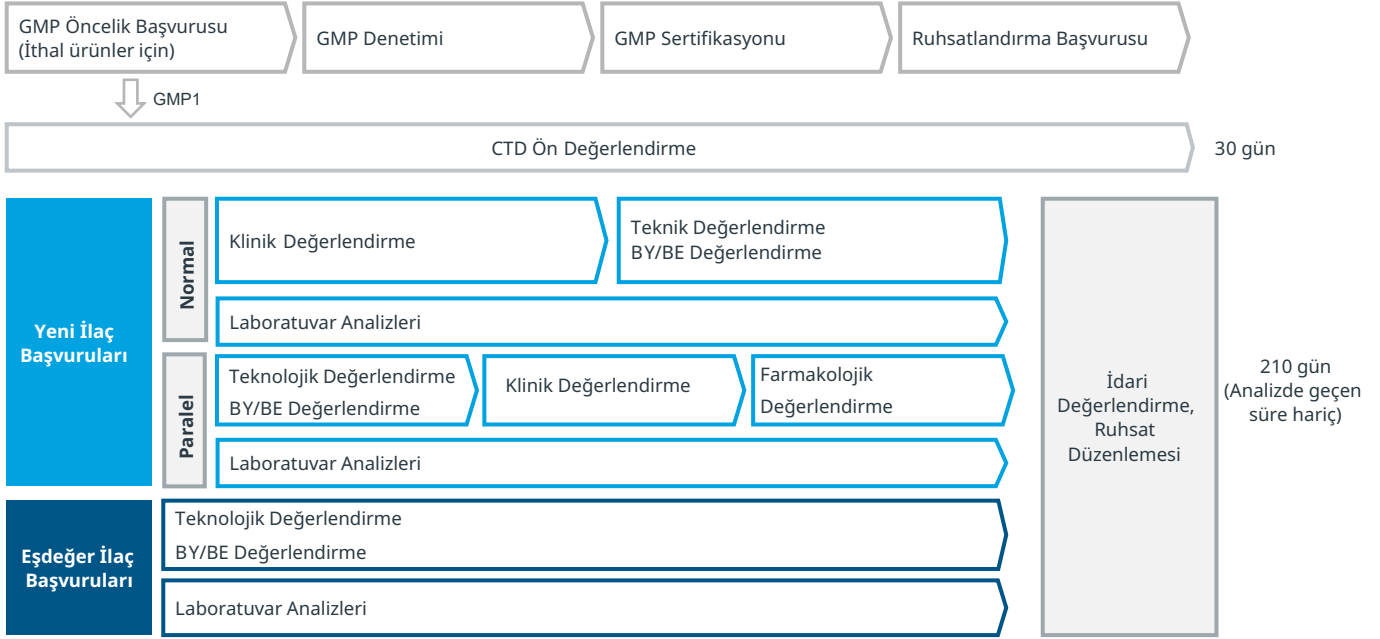 GMP Öncelik Başvurusu
(İthal ürünler için)
GMP Denetimi
GMP Sertifikasyonu
Ruhsatlandırma Başvurusu
GMP1
CTD Ön Değerlendirme
30 gün
Yeni İlaç
Başvuruları
Normal
Klinik Değerlendirme
Teknik Değerlendirme
BY/BE Değerlendirme
Laboratuvar Analizleri
Paralel
Teknolojik Değerlendirme
BY/BE Değerlendirme
Klinik Değerlendirme
Farmakolojik
Değerlendirme
Laboratuvar Analizleri
Eşdeğer İlaç
Başvuruları
Teknolojik Değerlendirme
BY/BE Değerlendirme
Laboratuvar Analizleri
İdari
Değerlendirme,
Ruhsat
Düzenlemesi
210 gün
(Analizde geçen
süre hariç)